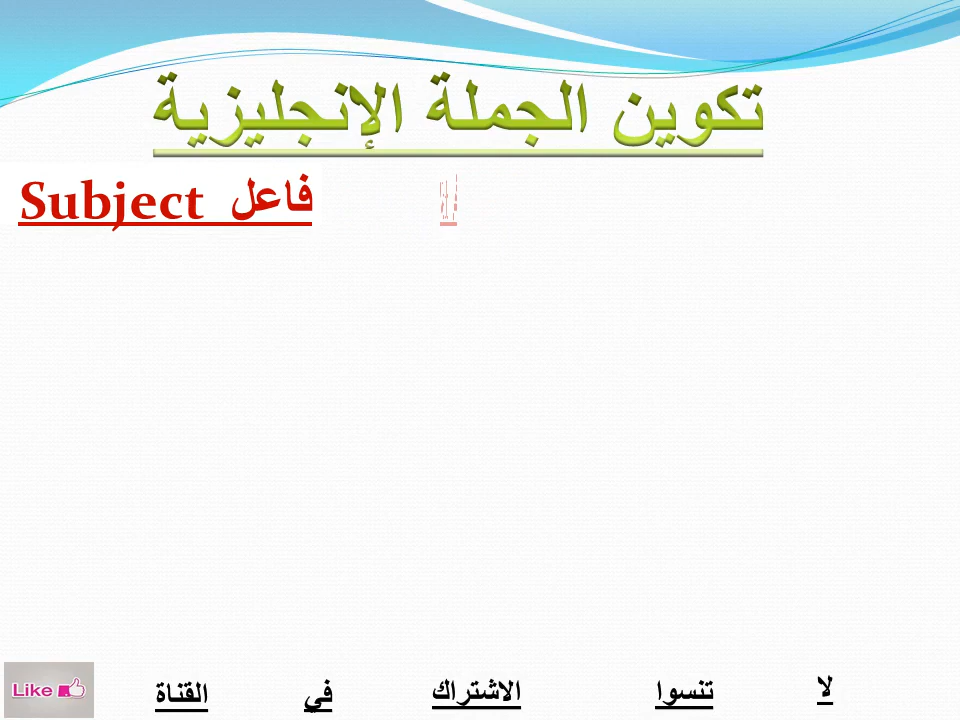 تكوين الجملة الإنجليزية
Subject فاعل
لا تنسوا الاشتراك في القناة
Like